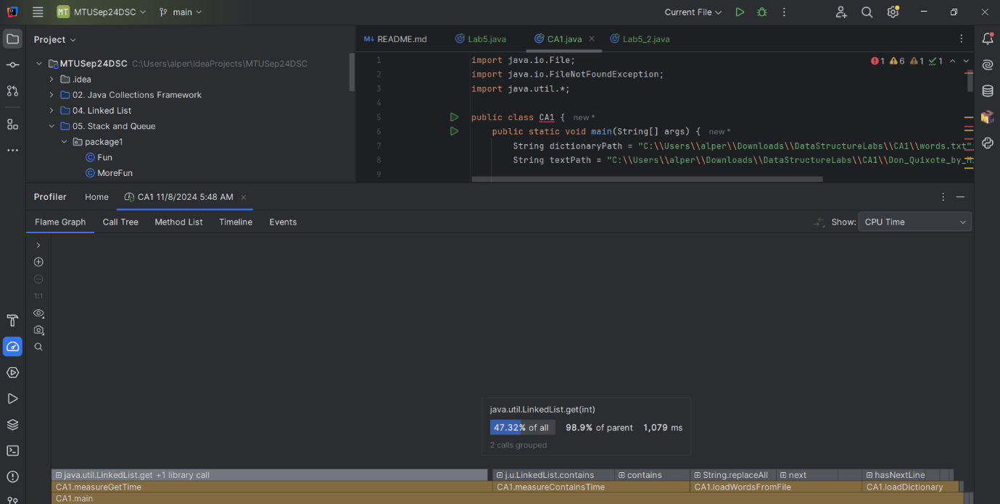 MT MTUSep24DSC main Current File
Project
README.md Lab5.java CA1.java Lab5_2.java
MTUSep24DSC C:\Users\alper\IdeaProjects\MTUSep24DSC
.idea
02. Java Collections Framework
04. Linked List
05. Stack and Queue
package1
Fun
MoreFun
1 import java.io.File;
1 6 1 1
2 import java.io.FileNotFoundException;
3 import java.util.*;
4
5 public class CA1 { new *
6 public static void main(String[] args) { new *
7 String dictionaryPath = "C:\\Users\\alper\\Downloads\\DataStructureLabs\\CA1\\words.txt"
8 String textPath = "C:\\Users\\alper\\Downloads\\DataStructureLabs\\CA1\\Don_Quixote_by_M
9
Profiler Home CA1 11/8/2024 5:48 AM
Flame Graph Call Tree Method List Timeline Events Show: CPU Time
1:1
java.util.LinkedList.get(int)
47.32% of all 98.9% of parent 1,079 ms
2 calls grouped
java.util.LinkedList.get +1 library call j.u.LinkedList.contains contains String.replaceAll next hasNextLine
CA1.measureGetTime CA1.measureContainsTime CA1.loadWordsFromFile CA1.loadDictionary
CA1.main